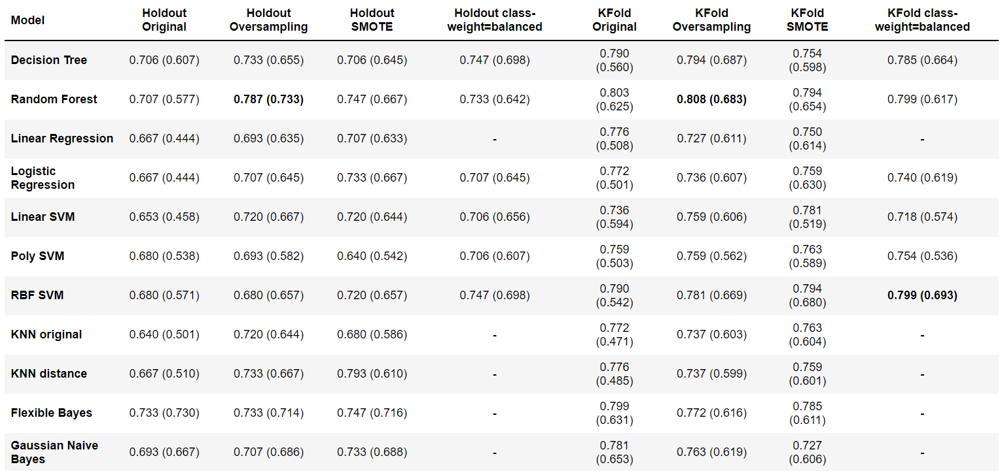 Model Holdout Original Holdout Oversampling Holdout SMOTE Holdout class-weight=balanced KFold Original KFold Oversampling KFold SMOTE KFold class-weight=balanced
Decision Tree 0.706 (0.607) 0.733 (0.655) 0.706 (0.645) 0.747 (0.698) 0.790 (0.560) 0.794 (0.687) 0.754 (0.598) 0.785 (0.664)
Random Forest 0.707 (0.577) 0.787 (0.733) 0.747 (0.667) 0.733 (0.642) 0.803 (0.625) 0.808 (0.683) 0.794 (0.654) 0.799 (0.617)
Linear Regression 0.667 (0.444) 0.693 (0.635) 0.707 (0.633) - 0.776 (0.508) 0.727 (0.611) 0.750 (0.614) -
Logistic Regression 0.667 (0.444) 0.707 (0.645) 0.733 (0.667) 0.707 (0.645) 0.772 (0.501) 0.736 (0.607) 0.759 (0.630) 0.740 (0.619)
Linear SVM 0.653 (0.458) 0.720 (0.667) 0.720 (0.644) 0.706 (0.656) 0.736 (0.594) 0.759 (0.606) 0.781 (0.519) 0.718 (0.574)
Poly SVM 0.680 (0.538) 0.693 (0.582) 0.640 (0.542) 0.706 (0.607) 0.759 (0.503) 0.759 (0.562) 0.763 (0.589) 0.754 (0.536)
RBF SVM 0.680 (0.571) 0.680 (0.657) 0.720 (0.657) 0.747 (0.698) 0.790 (0.542) 0.781 (0.669) 0.794 (0.680) 0.799 (0.693)
KNN original 0.640 (0.501) 0.720 (0.644) 0.680 (0.586) - 0.772 (0.471) 0.737 (0.603) 0.763 (0.604) -
KNN distance 0.667 (0.510) 0.733 (0.667) 0.793 (0.610) - 0.776 (0.485) 0.737 (0.599) 0.759 (0.601) -
Flexible Bayes 0.733 (0.730) 0.733 (0.714) 0.747 (0.716) - 0.799 (0.631) 0.772 (0.616) 0.785 (0.611) -
Gaussian Naive Bayes 0.693 (0.667) 0.707 (0.686) 0.733 (0.688) - 0.781 (0.653) 0.763 (0.619) 0.727 (0.606) -